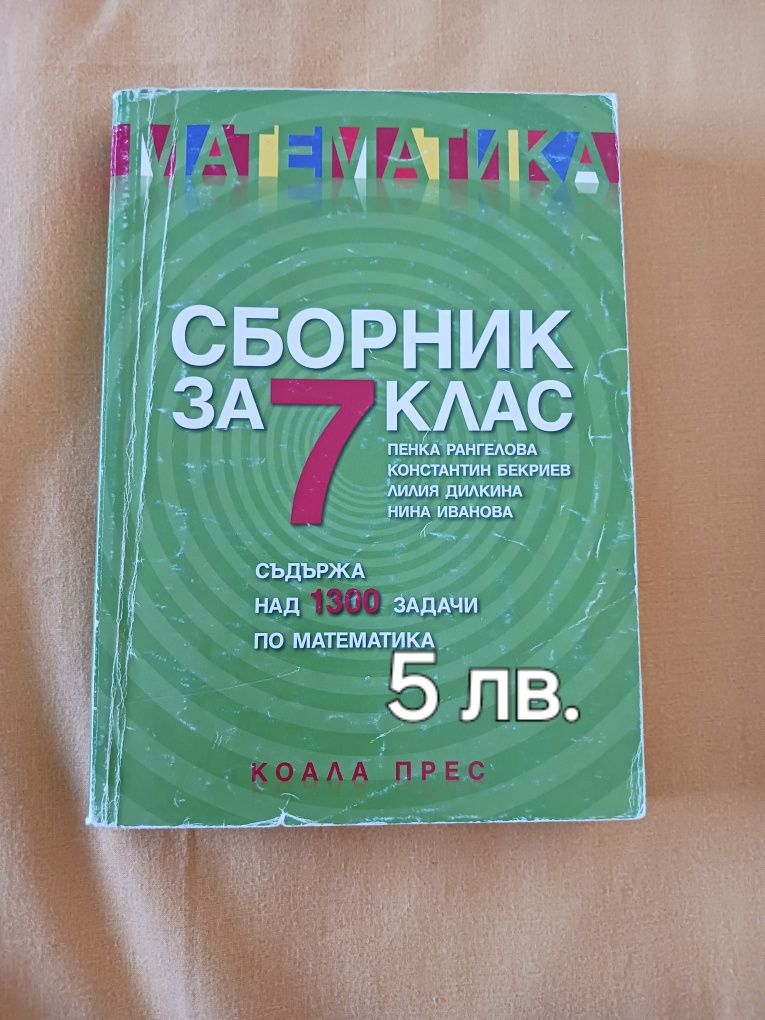 МАТЕМАТИКА
СБОРНИК
ЗА 7 КЛАС
ПЕНКА РАНГЕЛОВА
КОНСТАНТИН БЕКРИЕВ
ЛИЛИЯ ДИЛКИНА
НИНА ИВАНОВА
СЪДЪРЖА
НАД 1300 ЗАДАЧИ
ПО МАТЕМАТИКА
5 лв.
КОАЛА ПРЕС